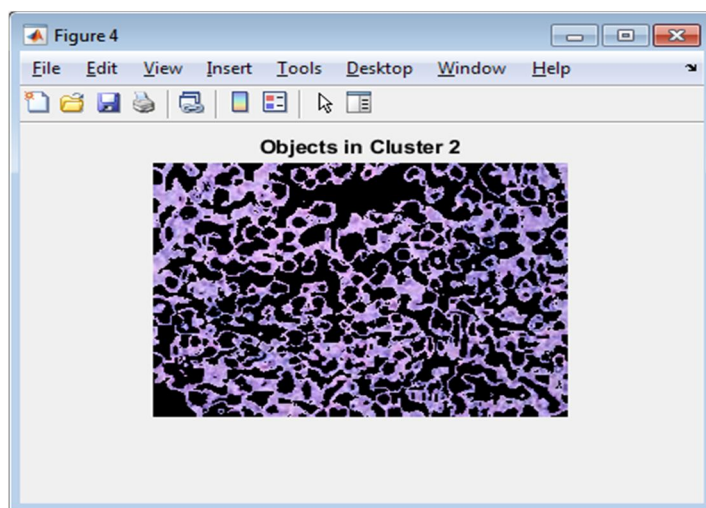 Figure 4
File Edit View Insert Tools Desktop Window Help
Objects in Cluster 2